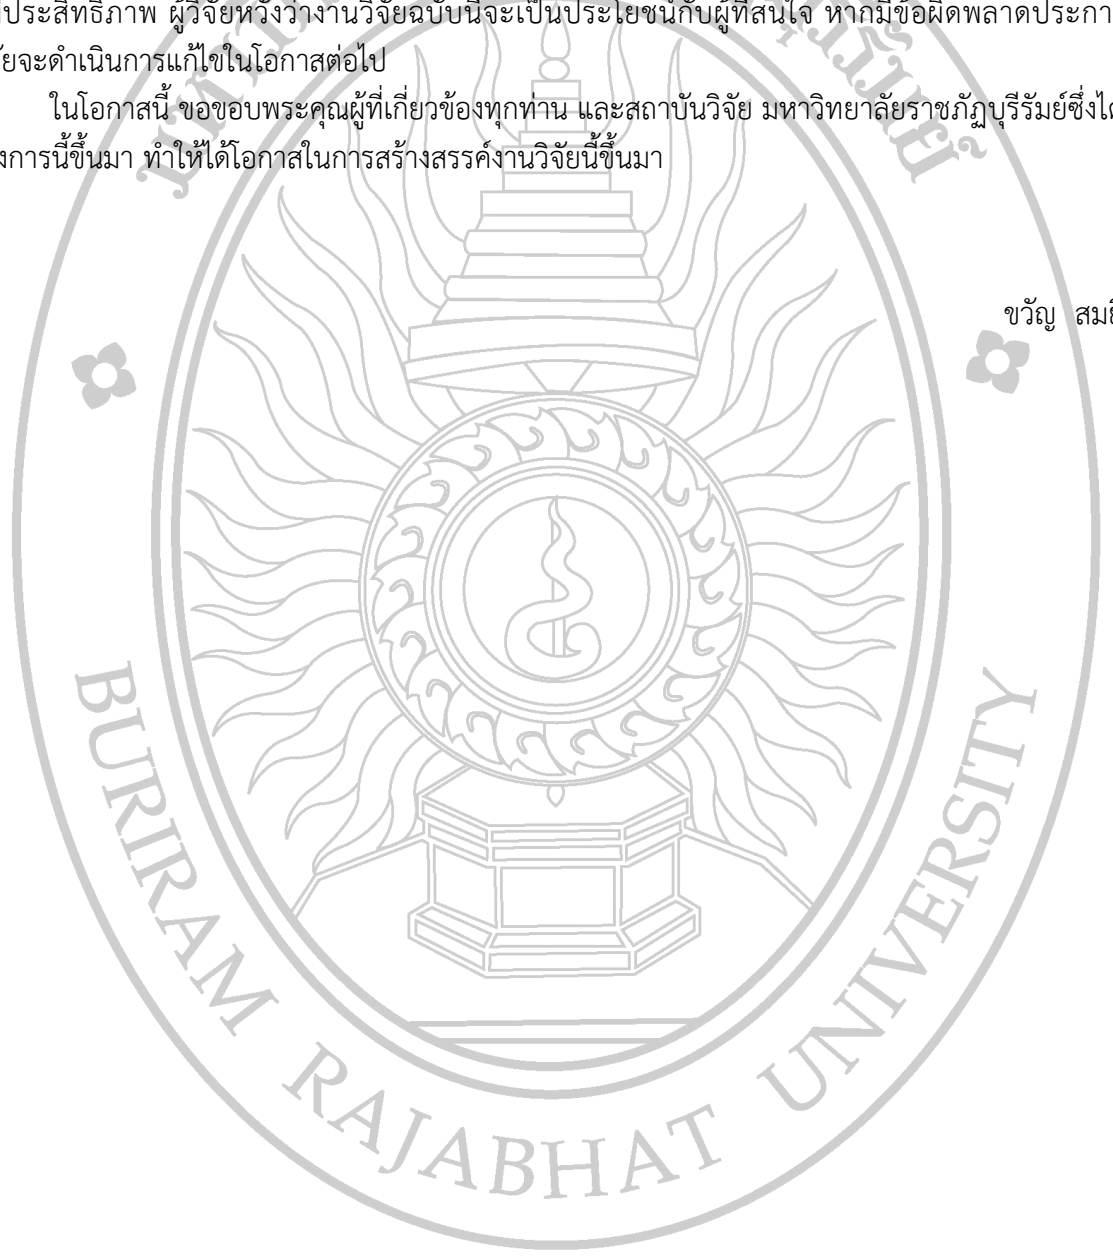 ประสิทธิภาพ ผู้วิจัยหวังว่างานวิจัยฉบับนี้จะเป็นประโยชน์กับผู้ที่สนใจ หากมีข้อผิดพลาดประกา
ัยจะดำเนินการแก้ไขในโอกาสต่อไป
ในโอกาสนี้ ขอขอบพระคุณผู้ที่เกี่ยวข้องทุกท่าน และสถาบันวิจัย มหาวิทยาลัยราชภัฏบุรีรัมย์ซึ่งได
งการนี้ขึ้นมา ทำให้ได้โอกาสในการสร้างสรรค์งานวิจัยนี้ขึ้นมา
ขวัญ สมยิ
BURIRAM RAJABHAT UNIVERSITY